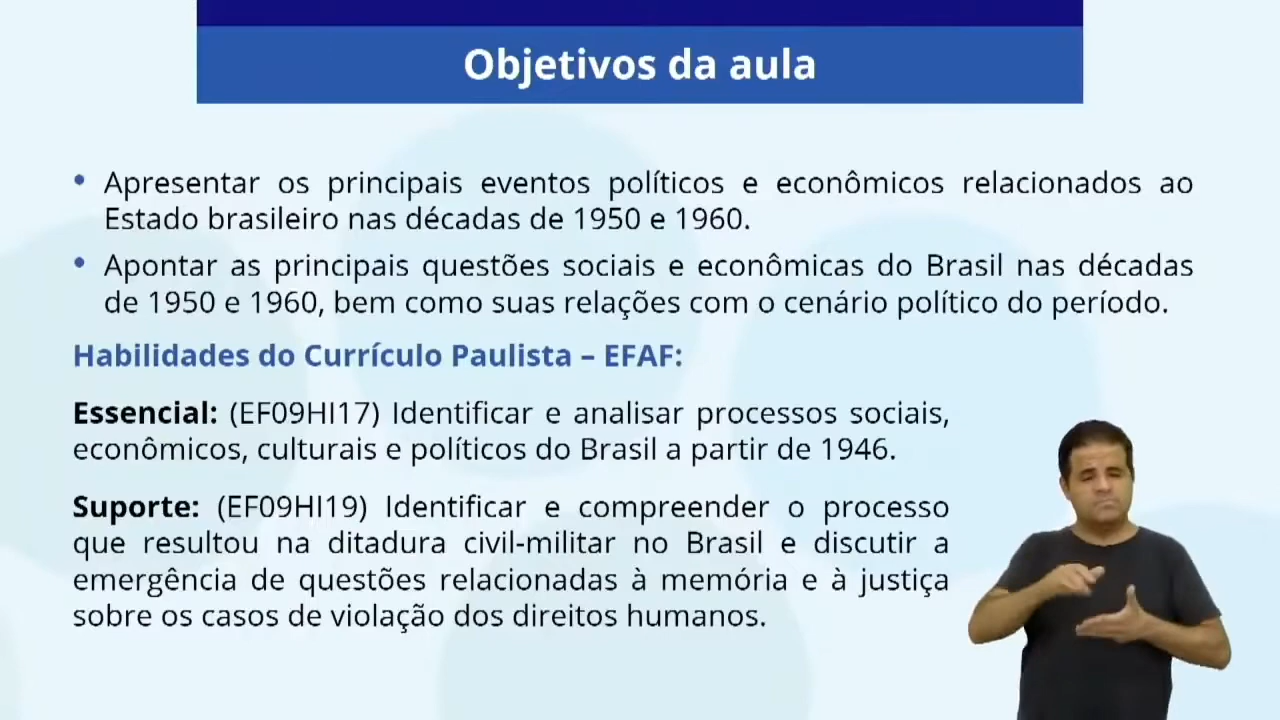 Objetivos da aula
• Apresentar os principais eventos políticos e econômicos relacionados ao
Estado brasileiro nas décadas de 1950 e 1960.
• Apontar as principais questões sociais e econômicas do Brasil nas décadas
de 1950 e 1960, bem como suas relações com o cenário político do período.
Habilidades do Currículo Paulista – EFAF:
Essencial: (EF09HI17) Identificar e analisar processos sociais,
econômicos, culturais e políticos do Brasil a partir de 1946.
Suporte: (EF09HI19) Identificar e compreender o processo
que resultou na ditadura civil-militar no Brasil e discutir a
emergência de questões relacionadas à memória e à justiça
sobre os casos de violação dos direitos humanos.